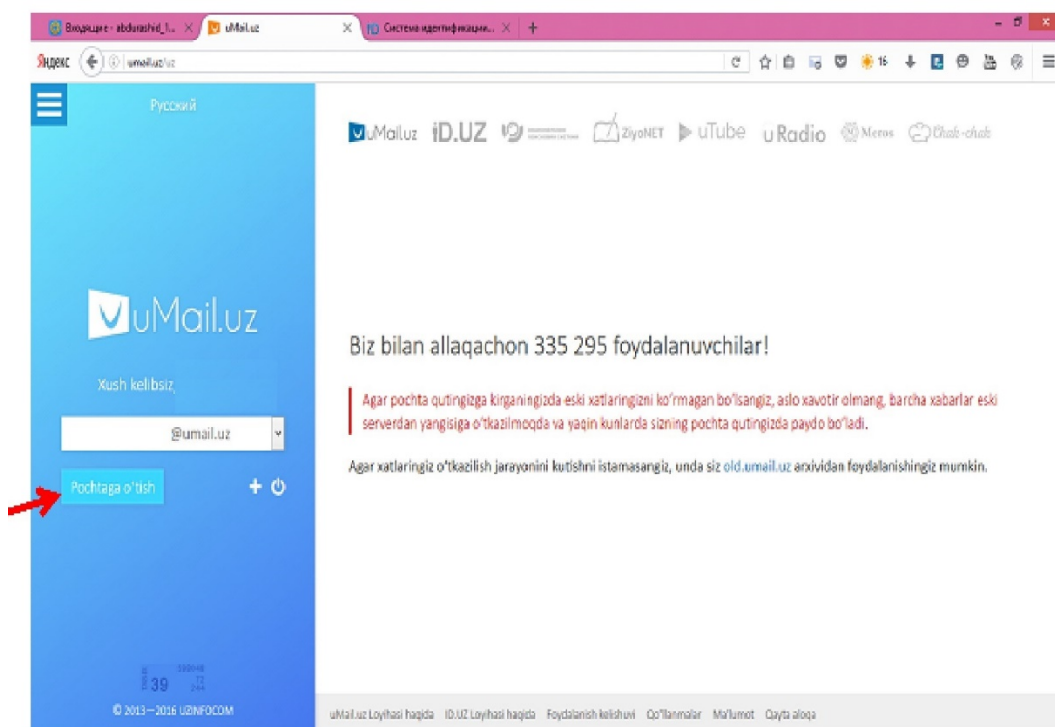 Входящие - abdurashid_1...
uMail.uz
Система идентификации...
Яндекс
umail.uz/uz
16
Русский
uMail.uz
iD.UZ
ZiyoNET
uTube
uRadio
Meros
Chak-chak
uMail.uz
Xush kelibsiz,
@umail.uz
Pochtaga o'tish
Biz bilan allaqachon 335 295 foydalanuvchilar!
Agar pochta qutingizga kirganingizda eski xatlaringizni ko'rmagan bo'lsangiz, aslo xavotir olmang, barcha xabarlar eski
serverdan yangisiga o'tkazilmoqda va yaqin kunlarda sizning pochta qutingizda paydo bo'ladi.
Agar xatlaringiz o'tkazilish jarayonini kutishni istamasangiz, unda siz old.umail.uz arxividan foydalanishingiz mumkin.
39
© 2013—2016 UZINFOCOM
uMail.uz Loyihasi haqida ID.UZ Loyihasi haqida Foydalanish kelishuvi Qo'llanmalar Ma'lumot Qayta aloqa